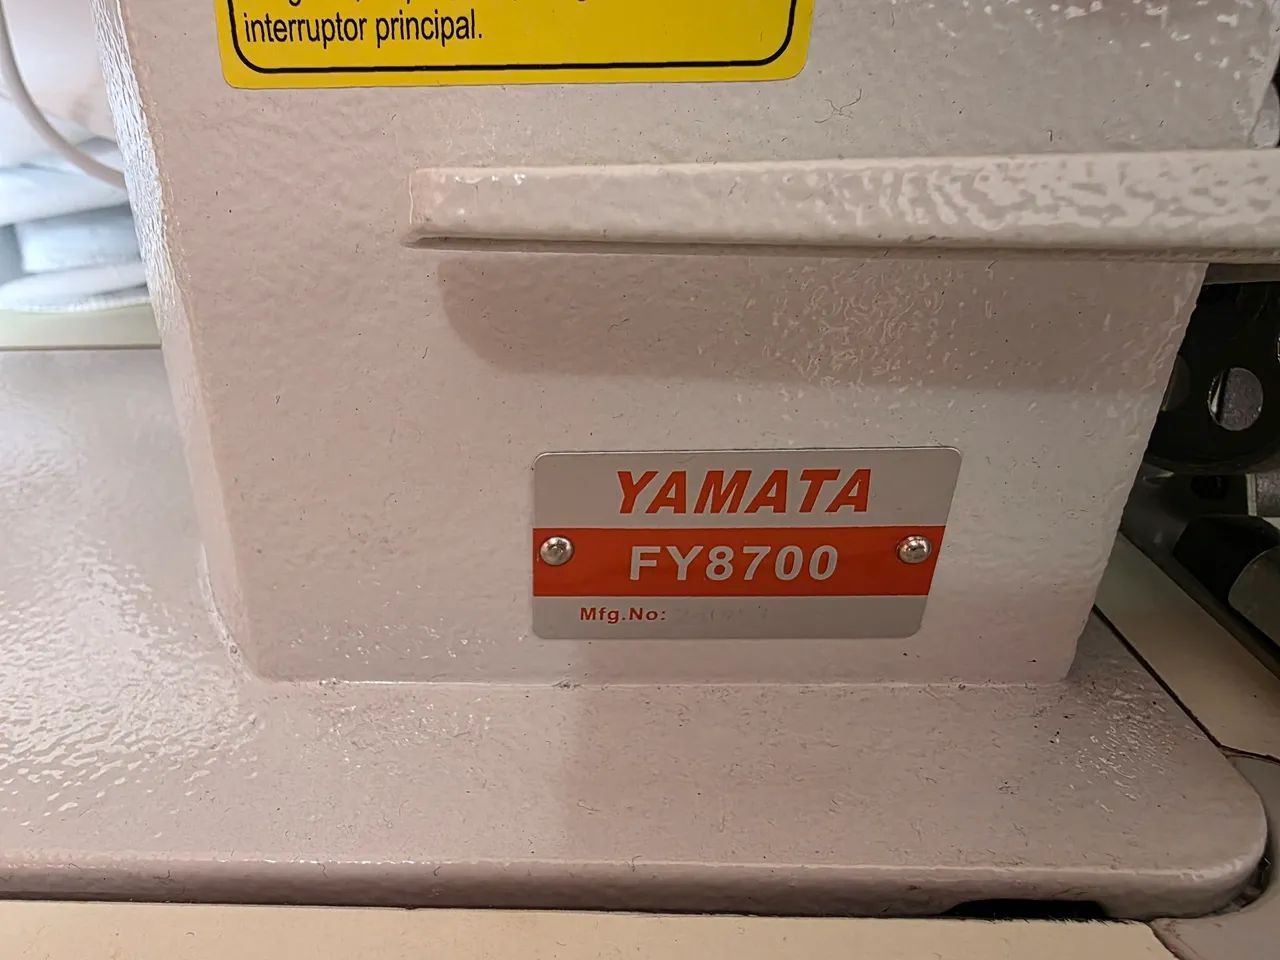 interruptor principal.
YAMATA
FY8700
Mfg.No: